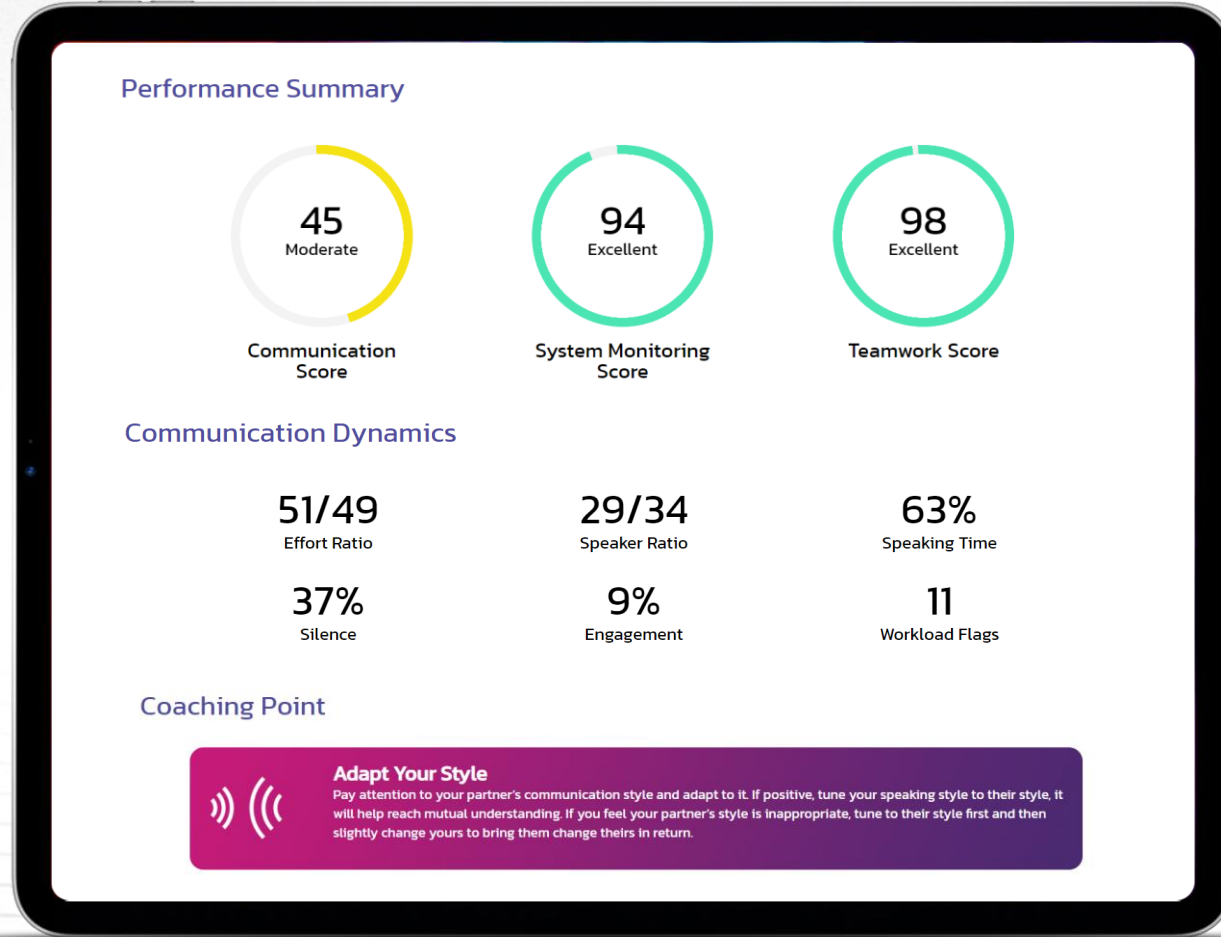 Performance Summary
45
Moderate
94
Excellent
98
Excellent
Communication
Score
System Monitoring
Score
Teamwork Score
Communication Dynamics
51/49
Effort Ratio
29/34
Speaker Ratio
63%
Speaking Time
37%
Silence
9%
Engagement
11
Workload Flags
Coaching Point
Adapt Your Style
Pay attention to your partner's communication style and adapt to it. If positive, tune your speaking style to their style, it
will help reach mutual understanding. If you feel your partner's style is inappropriate, tune to their style first and then
slightly change yours to bring them change theirs in return.